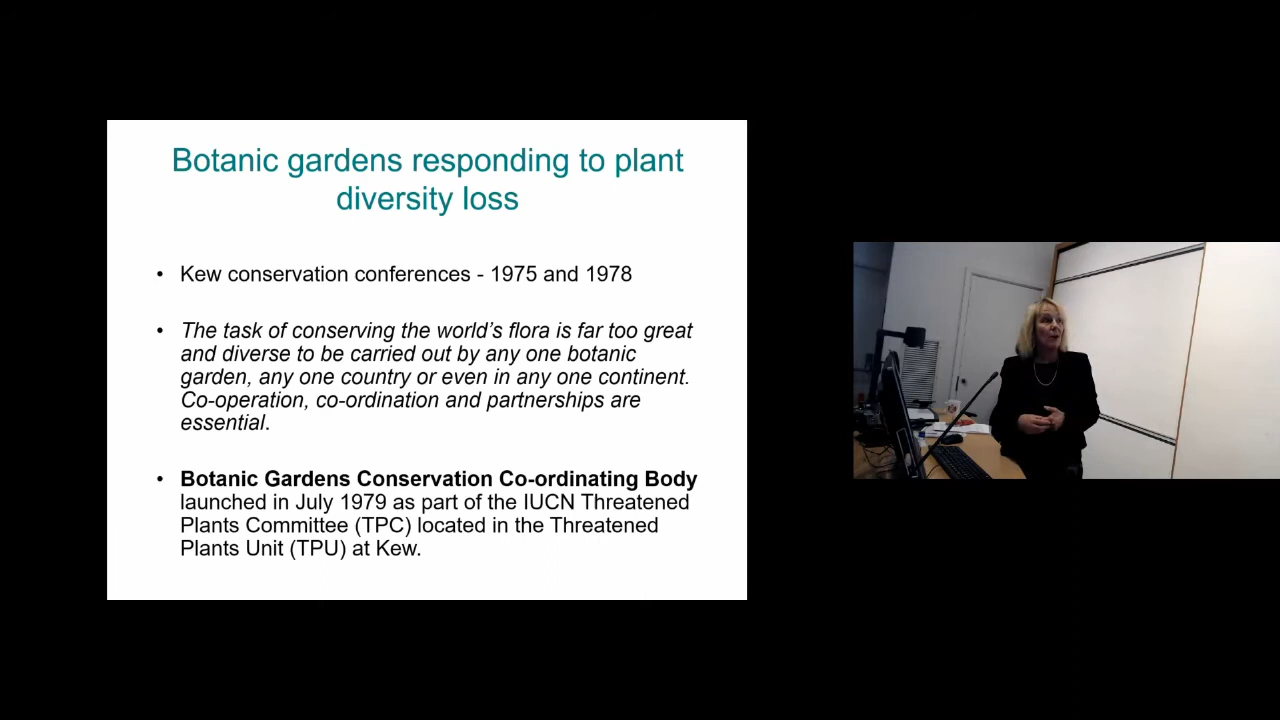 Botanic gardens responding to plant
diversity loss
• Kew conservation conferences - 1975 and 1978
• The task of conserving the world's flora is far too great
and diverse to be carried out by any one botanic
garden, any one country or even in any one continent.
Co-operation, co-ordination and partnerships are
essential.
• Botanic Gardens Conservation Co-ordinating Body
launched in July 1979 as part of the IUCN Threatened
Plants Committee (TPC) located in the Threatened
Plants Unit (TPU) at Kew.